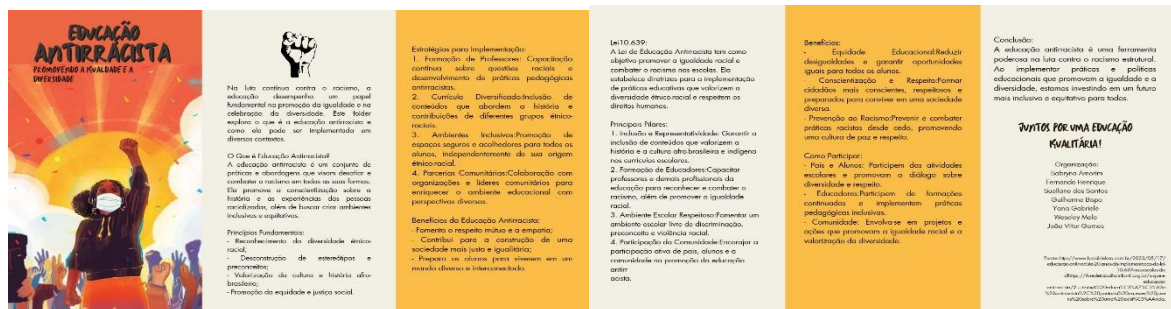 EDUCAÇÃO
ANTIRRACISTA
PROMOVENDO A IGUALDADE E A
DIVERSIDADE
Na luta contínua contra o racismo, a
educação desempenha um papel
fundamental na promoção da igualdade e na
celebração da diversidade. Este folder
explora o que é a educação antirracista e
como ela pode ser implementada em
diversos contextos.
O Que é Educação Antirracista?
A educação antirracista é um conjunto de
práticas e abordagens que visam desafiar e
combater o racismo em todas as suas formas.
Ela promove a conscientização sobre a
história e as experiências das pessoas
racializadas, além de buscar criar ambientes
inclusivos e equitativos.
Princípios Fundamentais:
- Reconhecimento da diversidade étnico-
racial;
- Desconstrução de estereótipos e
preconceitos;
- Valorização da cultura e história afro-
brasileira;
- Promoção da equidade e justiça social.
Estratégias para Implementação:
1. Formação de Professores: Capacitação
contínua sobre questões raciais e
desenvolvimento de práticas pedagógicas
antirracistas.
2. Currículo Diversificado:Inclusão de
conteúdos que abordem a história e
contribuições de diferentes grupos étnico-
raciais.
3. Ambientes Inclusivos:Promoção de
espaços seguros e acolhedores para todos os
alunos, independentemente de sua origem
étnico-racial.
4. Parcerias Comunitárias:Colaboração com
organizações e líderes comunitários para
enriquecer o ambiente educacional com
perspectivas diversas.
Benefícios da Educação Antirracista:
- Fomenta o respeito mútuo e a empatia;
- Contribui para a construção de uma
sociedade mais justa e igualitária;
- Prepara os alunos para viverem em um
mundo diverso e interconectado.
Lei10.639:
A Lei de Educação Antirracista tem como
objetivo promover a igualdade racial e
combater o racismo nas escolas. Ela
estabelece diretrizes para a implementação
de práticas educativas que valorizem a
diversidade étnico-racial e respeitem os
direitos humanos.
Principais Pilares:
1. Inclusão e Representatividade: Garantir a
inclusão de conteúdos que valorizem a
história e a cultura afro-brasileira e indígena
nos currículos escolares.
2. Formação de Educadores:Capacitar
professores e demais profissionais da
educação para reconhecer e combater o
racismo, além de promover a igualdade
racial.
3. Ambiente Escolar Respeitoso:Fomentar um
ambiente escolar livre de discriminação,
preconceito e violência racial.
4. Participação da Comunidade:Encorajar a
participação ativa de pais, alunos e a
comunidade na promoção da educação
antirr
acista.
Benefícios:
- Equidade Educacional:Reduzir
desigualdades e garantir oportunidades
iguais para todos os alunos.
- Conscientização e Respeito:Formar
cidadãos mais conscientes, respeitosos e
preparados para conviver em uma sociedade
diversa.
- Prevenção ao Racismo:Prevenir e combater
práticas racistas desde cedo, promovendo
uma cultura de paz e respeito.
Como Participar:
- Pais e Alunos: Participem das atividades
escolares e promovam o diálogo sobre
diversidade e respeito.
- Educadores:Participem de formações
continuadas e implementem práticas
pedagógicas inclusivas.
- Comunidade: Envolva-se em projetos e
ações que promovam a igualdade racial e a
valorização da diversidade.
Conclusão:
A educação antirracista é uma ferramenta
poderosa na luta contra o racismo estrutural.
Ao implementar práticas e políticas
educacionais que promovam a igualdade e a
diversidade, estamos investindo em um futuro
mais inclusivo e equitativo para todos.
JUNTOS POR UMA EDUCAÇÃO
IGUALITÁRIA!
Organização:
Sabryna Amorim
Fernando Henrique
Suellane dos Santos
Guilherme Bispo
Yana Gabriele
Weseley Melo
João Vitor Gomes